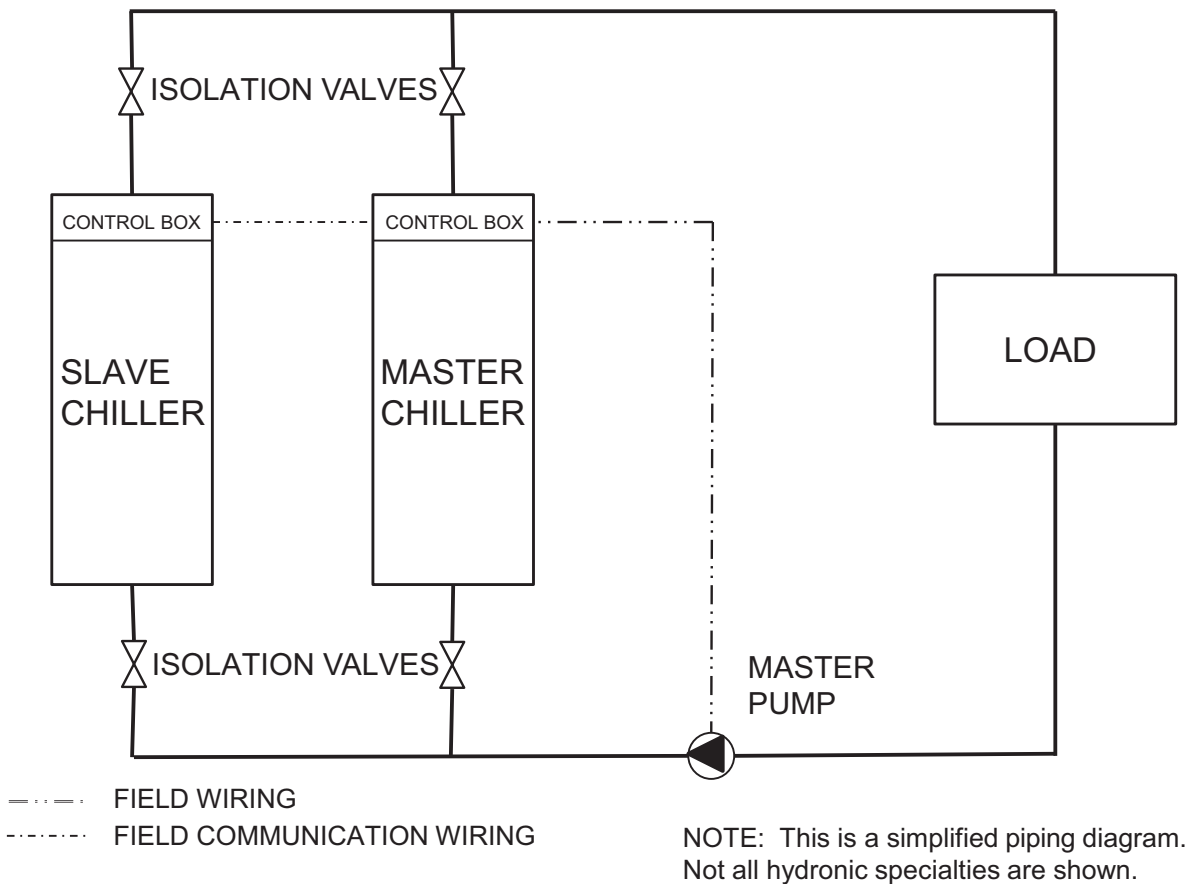 ISOLATION VALVES
CONTROL BOX
CONTROL BOX
SLAVE
CHILLER
MASTER
CHILLER
LOAD
ISOLATION VALVES
MASTER
PUMP
FIELD WIRING
FIELD COMMUNICATION WIRING
NOTE: This is a simplified piping diagram.
Not all hydronic specialties are shown.